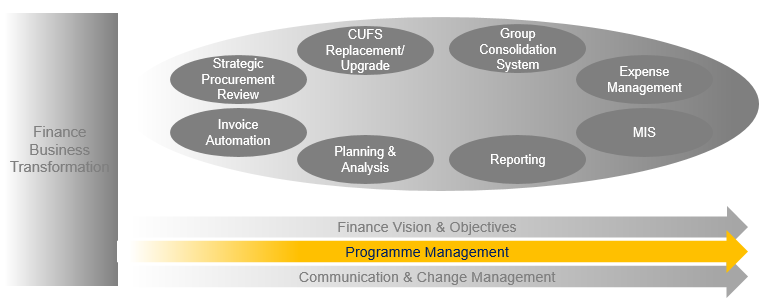 Finance
Business
Transformation
Strategic
Procurement
Review
CUFS
Replacement/
Upgrade
Group
Consolidation
System
Expense
Management
Invoice
Automation
Planning &
Analysis
Reporting
MIS
Finance Vision & Objectives
Programme Management
Communication & Change Management